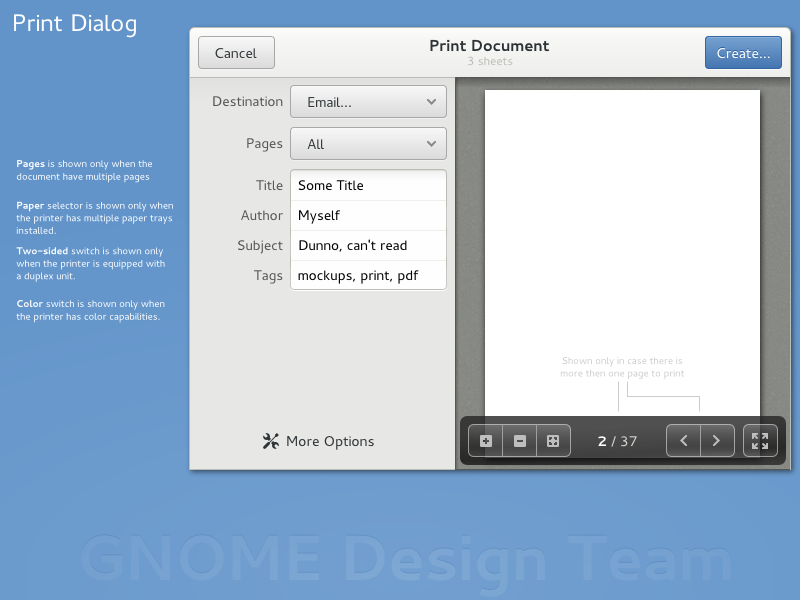 Print Dialog
Cancel
Print Document
3 sheets
Create...
Destination
Email...
Pages
All
Title
Some Title
Author
Myself
Subject
Dunno, can't read
Tags
mockups, print, pdf
More Options
Pages is shown only when the
document have multiple pages
Paper selector is shown only when
the printer has multiple paper trays
installed.
Two-sided switch is shown only
when the printer is equipped with
a duplex unit.
Color switch is shown only when
the printer has color capabilities.
Shown only in case there is
more then one page to print
2 / 37
GNOME Design Team